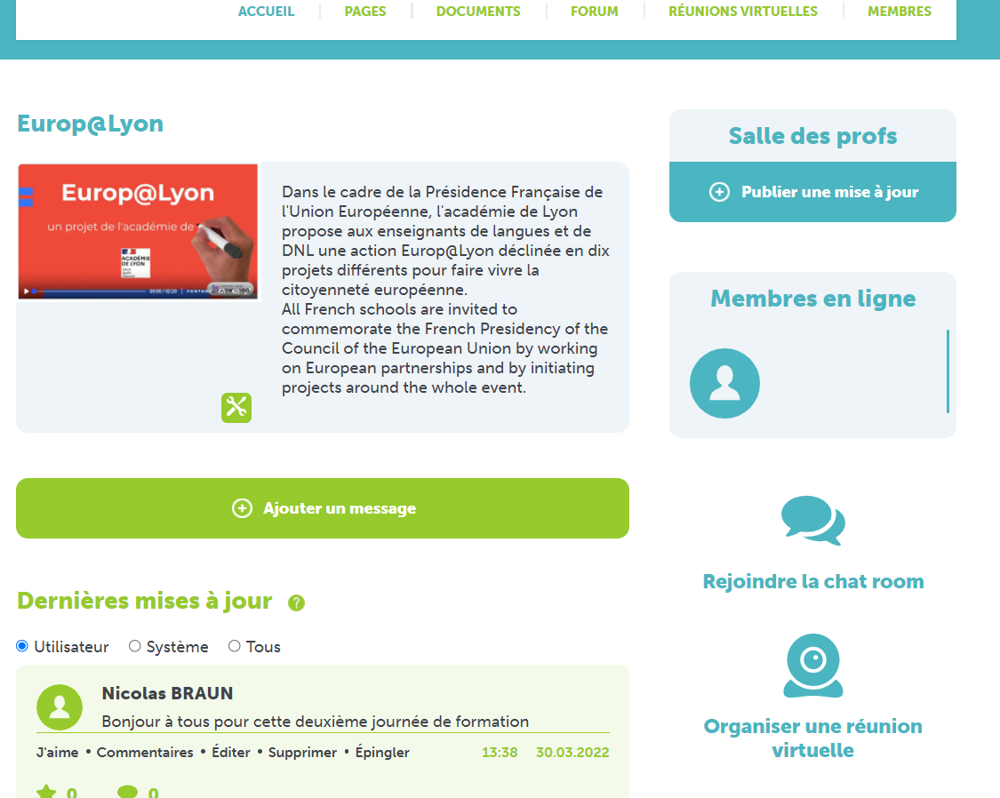 ACCUEIL
PAGES
DOCUMENTS
FORUM
RÉUNIONS VIRTUELLES
MEMBRES
Europ@Lyon
Europ@Lyon
un projet de l'académie de
ACADÉMIE
DE LYON
00:00 / 02:20
Dans le cadre de la Présidence Française de
l'Union Européenne, l'académie de Lyon
propose aux enseignants de langues et de
DNL une action Europ@Lyon déclinée en dix
projets différents pour faire vivre la
citoyenneté européenne.
All French schools are invited to
commemorate the French Presidency of the
Council of the European Union by working
on European partnerships and by initiating
projects around the whole event.
Ajouter un message
Dernières mises à jour ?
Utilisateur
Système
Tous
Nicolas BRAUN
Bonjour à tous pour cette deuxième journée de formation
J'aime • Commentaires • Éditer • Supprimer • Épingler
13:38 30.03.2022
0 0
Salle des profs
Publier une mise à jour
Membres en ligne
Rejoindre la chat room
Organiser une réunion
virtuelle